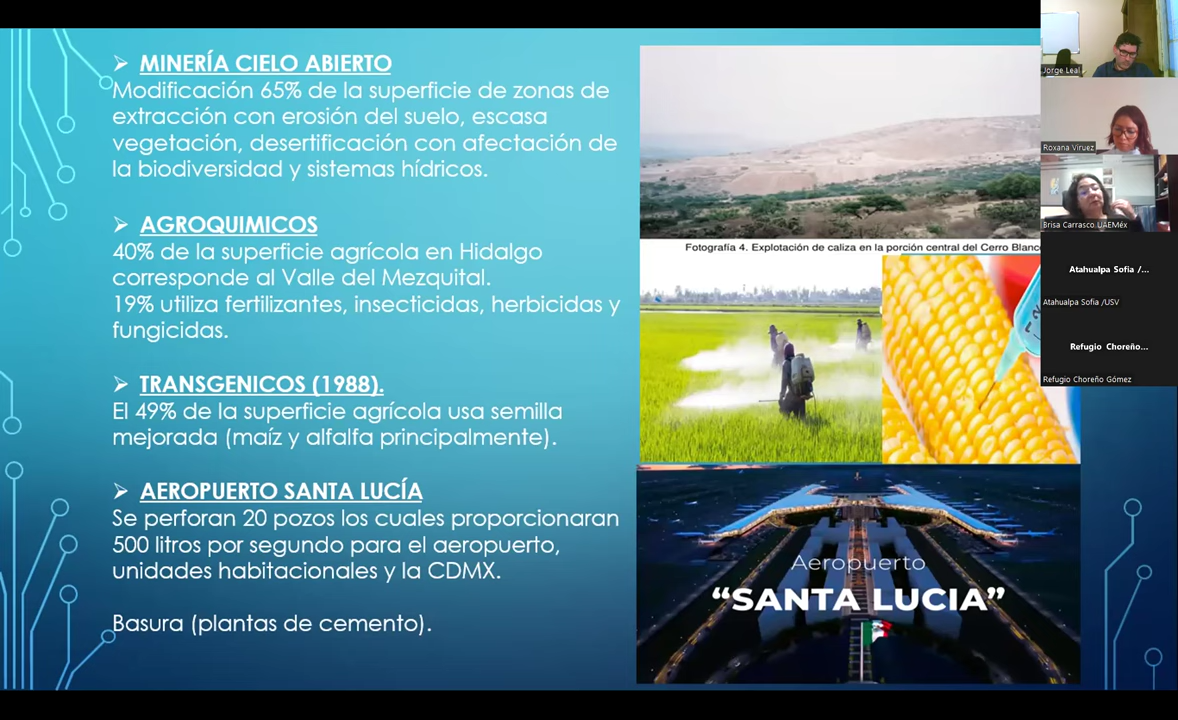 ➢ MINERÍA CIELO ABIERTO
Modificación 65% de la superficie de zonas de
extracción con erosión del suelo, escasa
vegetación, desertificación con afectación de
la biodiversidad y sistemas hídricos.
➢ AGROQUIMICOS
40% de la superficie agrícola en Hidalgo
corresponde al Valle del Mezquital.
19% utiliza fertilizantes, insecticidas, herbicidas y
fungicidas.
➢ TRANSGENICOS (1988).
El 49% de la superficie agrícola usa semilla
mejorada (maíz y alfalfa principalmente).
➢ AEROPUERTO SANTA LUCÍA
Se perforan 20 pozos los cuales proporcionaran
500 litros por segundo para el aeropuerto,
unidades habitacionales y la CDMX.
Basura (plantas de cemento).
Fotografía 4. Explotación de caliza en la porción central del Cerro Blanco
Aeropuerto
“SANTA LUCIA”
Jorge Leal
Roxana Viruez
Brisa Carrasco UAEMéx
Atahualpa Sofia /...
Atahualpa Sofia /USV
Refugio Choreño...
Refugio Choreño Gómez